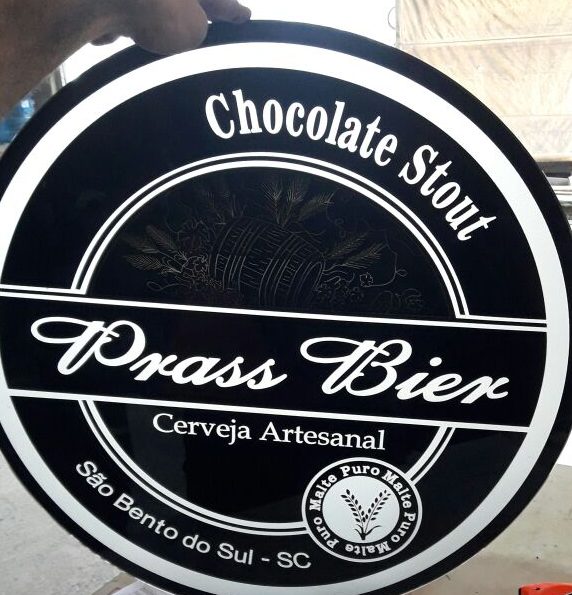 Chocolate Stout
Prass Bier
Cerveja Artesanal
São Bento do Sul - SC
Puro Malte Puro Malte Puro Malte